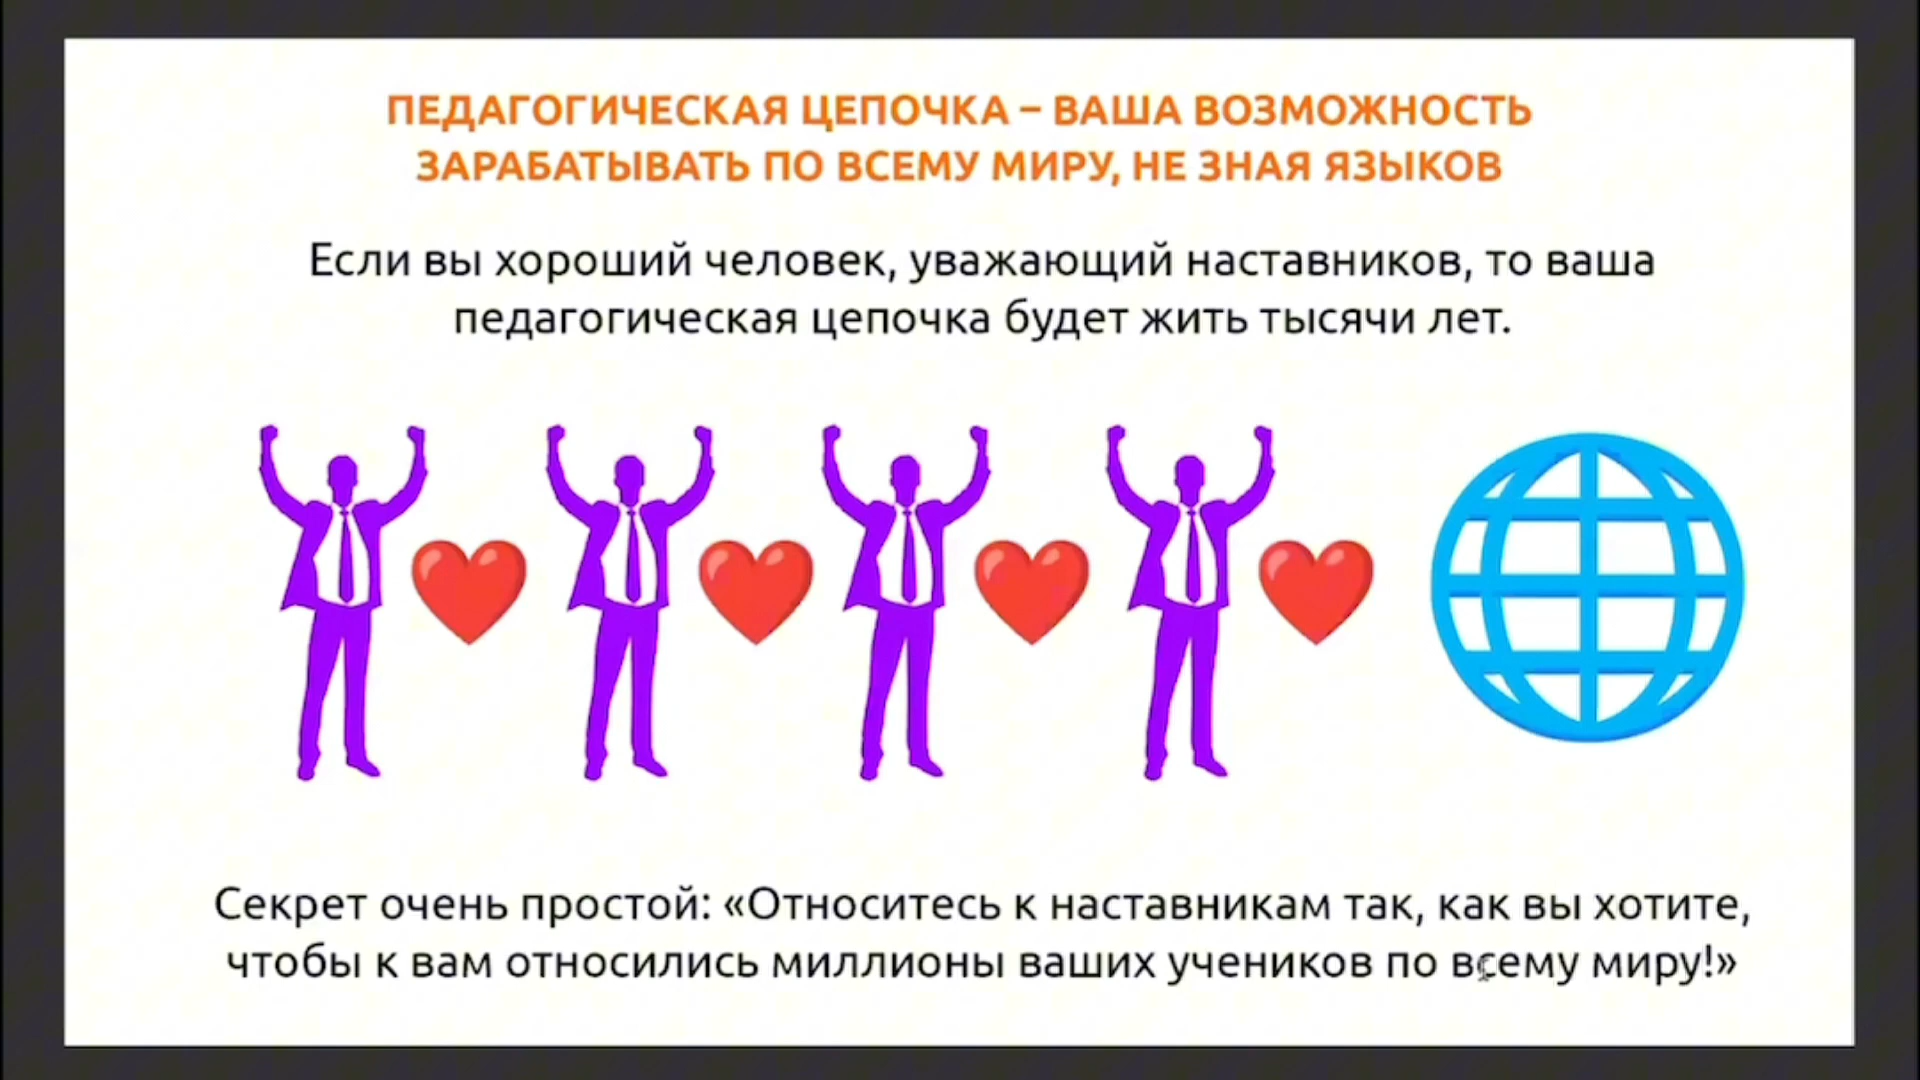 ПЕДАГОГИЧЕСКАЯ ЦЕПОЧКА – ВАША ВОЗМОЖНОСТЬ
ЗАРАБАТЫВАТЬ ПО ВСЕМУ МИРУ, НЕ ЗНАЯ ЯЗЫКОВ
Если вы хороший человек, уважающий наставников, то ваша
педагогическая цепочка будет жить тысячи лет.
Секрет очень простой: «Относитесь к наставникам так, как вы хотите,
чтобы к вам относились миллионы ваших учеников по всему миру!»